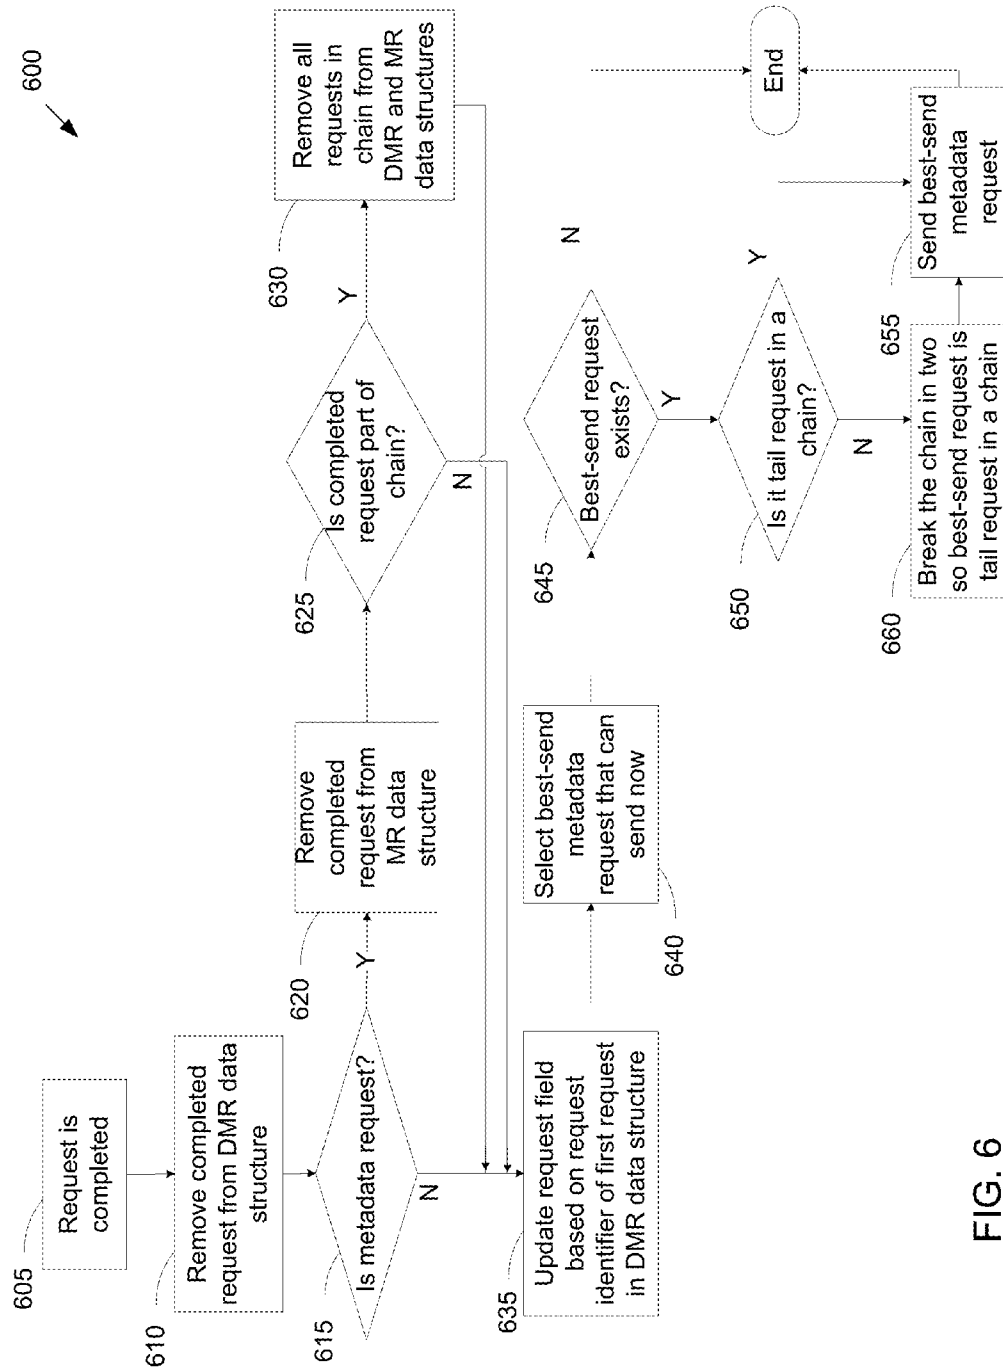 600
605
Request is
completed
610
Remove completed
request from DMR data
structure
615
Is metadata request?
Y
N
620
Remove
completed
request from
MR data
structure
625
Is completed
request part of
chain?
Y
N
630
Remove all
requests in
chain from
DMR and MR
data structures
635
Update request field
based on request
identifier of first request
in DMR data structure
640
Select best-send
metadata
request that can
send now
645
Best-send request
exists?
N
Y
650
Is it tail request in a
chain?
Y
N
660
Break the chain in two
so best-send request is
tail request in a chain
655
Send best-send
metadata
request
End
FIG. 6